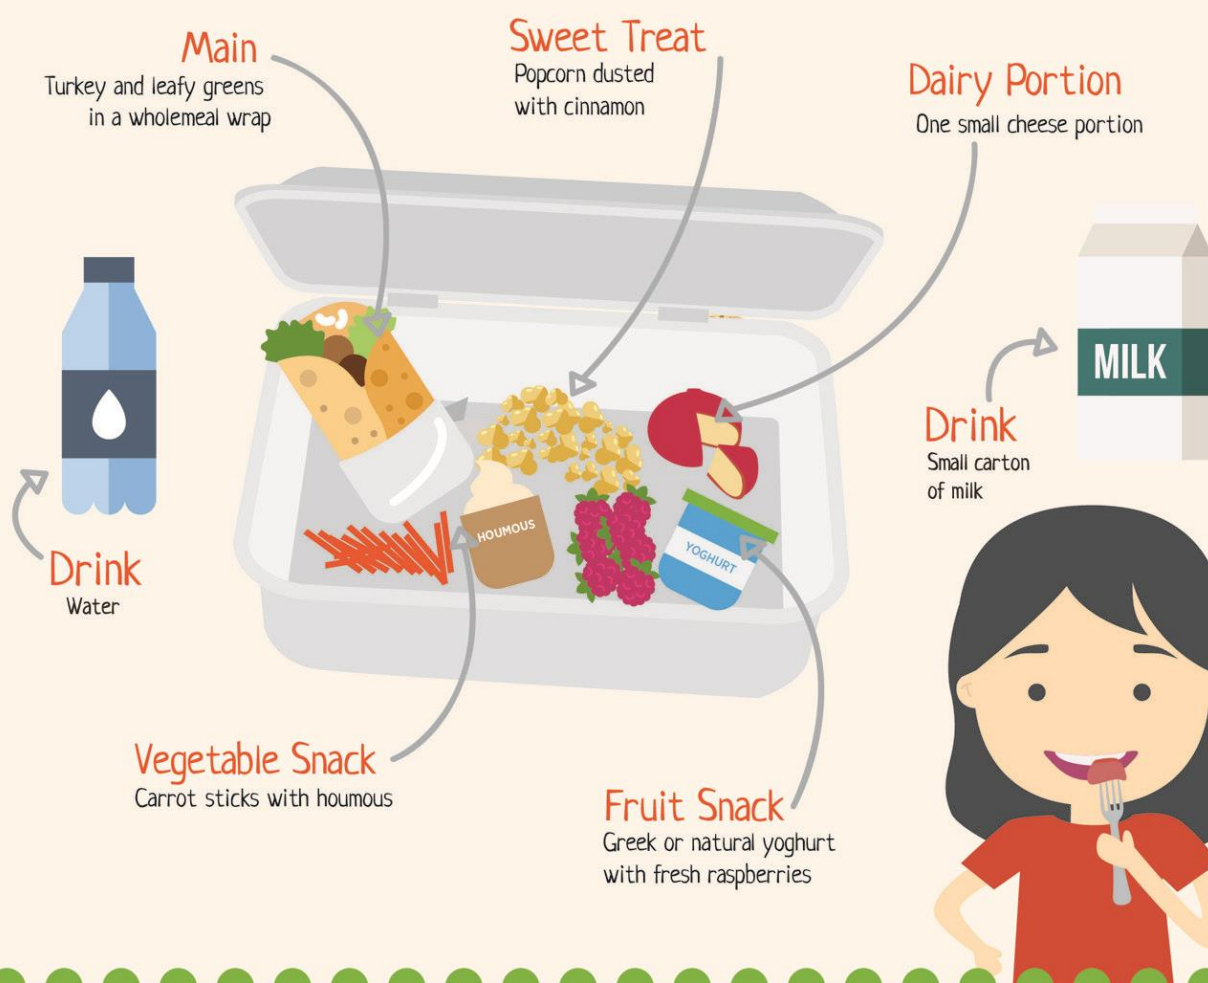 Main
Turkey and leafy greens
in a wholemeal wrap
Sweet Treat
Popcorn dusted
with cinnamon
Dairy Portion
One small cheese portion
MILK
Drink
Small carton
of milk
HOUMOUS
YOGHURT
Drink
Water
Vegetable Snack
Carrot sticks with houmous
Fruit Snack
Greek or natural yoghurt
with fresh raspberries